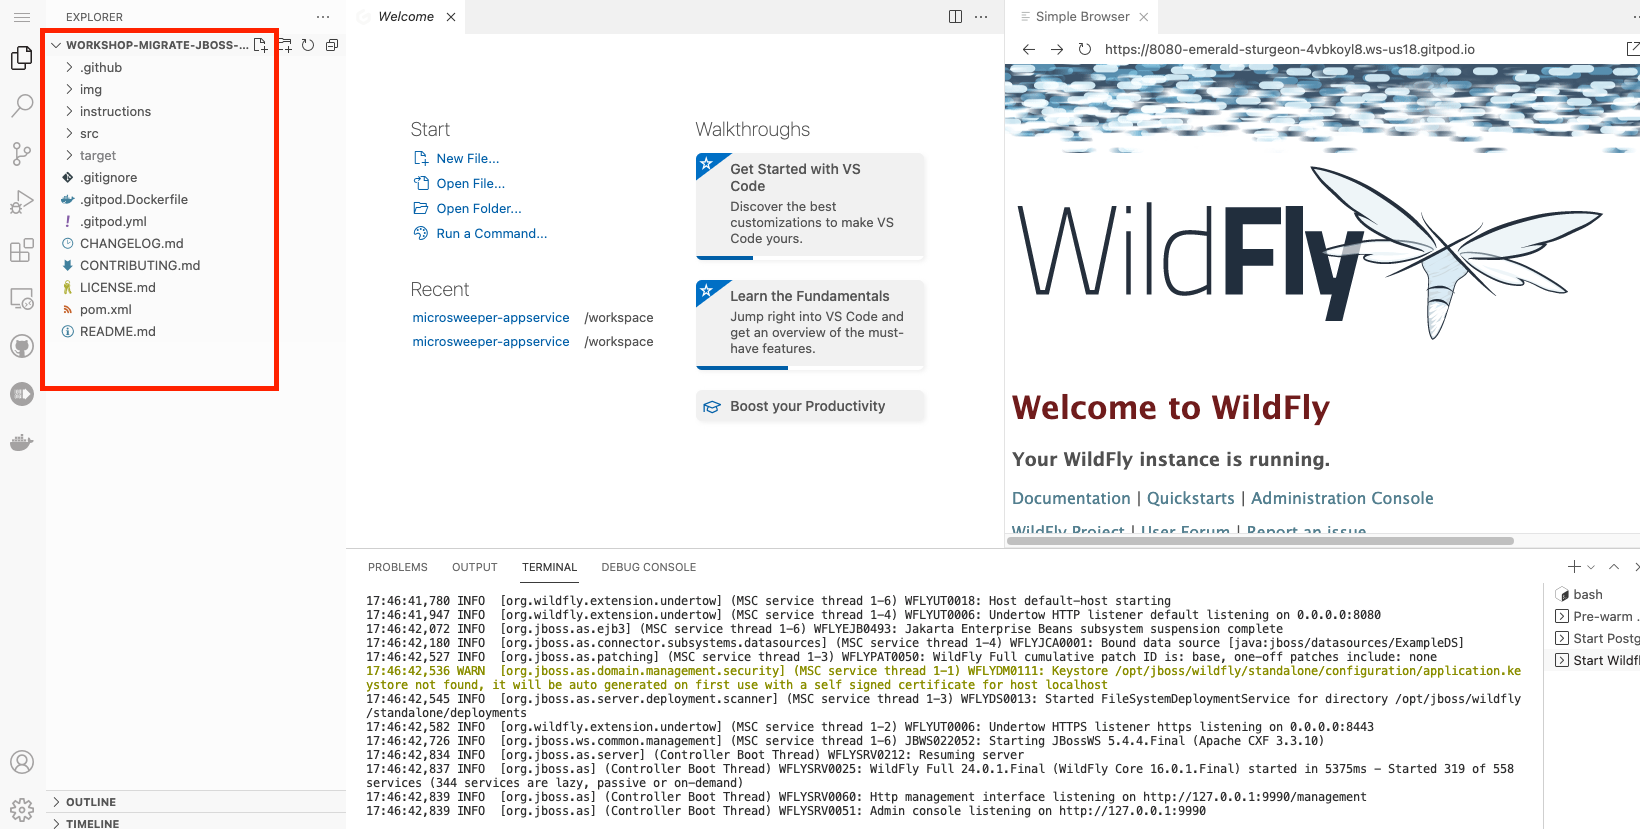 EXPLORER
WORKSHOP-MIGRATE-JBOSS-...
.github
img
instructions
src
target
.gitignore
.gitpod.Dockerfile
.gitpod.yml
CHANGELOG.md
CONTRIBUTING.md
LICENSE.md
pom.xml
README.md
OUTLINE
TIMELINE
Welcome
Start
New File...
Open File...
Open Folder...
Run a Command...
Recent
microsweeper-appservice /workspace
microsweeper-appservice /workspace
Walkthroughs
Get Started with VS
Code
Discover the best
customizations to make VS
Code yours.
Learn the Fundamentals
Jump right into VS Code and
get an overview of the must-
have features.
Boost your Productivity
Simple Browser
https://8080-emerald-sturgeon-4vbkoyl8.ws-us18.gitpod.io
WildFly
Welcome to WildFly
Your WildFly instance is running.
Documentation | Quickstarts | Administration Console
WildFly Project | User Forum | Report an issue
PROBLEMS OUTPUT TERMINAL DEBUG CONSOLE
17:46:41,780 INFO [org.wildfly.extension.undertow] (MSC service thread 1-6) WFLYUT0018: Host default-host starting
17:46:41,947 INFO [org.wildfly.extension.undertow] (MSC service thread 1-4) WFLYUT0006: Undertow HTTP listener default listening on 0.0.0.0:8080
17:46:42,072 INFO [org.jboss.as.ejb3] (MSC service thread 1-6) WFLYEJB0493: Jakarta Enterprise Beans subsystem suspension complete
17:46:42,180 INFO [org.jboss.as.connector.subsystems.datasources] (MSC service thread 1-4) WFLYJCA0001: Bound data source [java:jboss/datasources/ExampleDS]
17:46:42,527 INFO [org.jboss.as.patching] (MSC service thread 1-3) WFLYPAT0050: WildFly Full cumulative patch ID is: base, one-off patches include: none
17:46:42,536 WARN [org.jboss.as.domain.management.security] (MSC service thread 1-1) WFLYDM0111: Keystore /opt/jboss/wildfly/standalone/configuration/application.ke
ystore not found, it will be auto generated on first use with a self signed certificate for host localhost
17:46:42,545 INFO [org.jboss.as.server.deployment.scanner] (MSC service thread 1-3) WFLYDS0013: Started FileSystemDeploymentService for directory /opt/jboss/wildfly
/standalone/deployments
17:46:42,582 INFO [org.wildfly.extension.undertow] (MSC service thread 1-2) WFLYUT0006: Undertow HTTPS listener https listening on 0.0.0.0:8443
17:46:42,726 INFO [org.jboss.ws.common.management] (MSC service thread 1-6) JBWS022052: Starting JBossWS 5.4.4.Final (Apache CXF 3.3.10)
17:46:42,834 INFO [org.jboss.as.server] (Controller Boot Thread) WFLYSRV0212: Resuming server
17:46:42,837 INFO [org.jboss.as] (Controller Boot Thread) WFLYSRV0025: WildFly Full 24.0.1.Final (WildFly Core 16.0.1.Final) started in 5375ms - Started 319 of 558
services (344 services are lazy, passive or on-demand)
17:46:42,839 INFO [org.jboss.as] (Controller Boot Thread) WFLYSRV0060: Http management interface listening on http://127.0.0.1:9990/management
17:46:42,839 INFO [org.jboss.as] (Controller Boot Thread) WFLYSRV0051: Admin console listening on http://127.0.0.1:9990
bash
Pre-warm ..
Start Postg
Start Wildfl